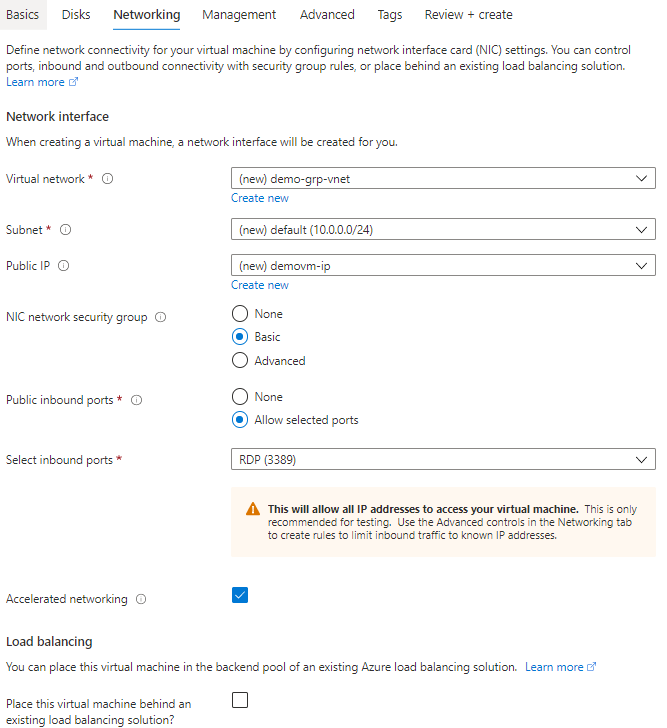 Basics Disks Networking Management Advanced Tags Review + create
Define network connectivity for your virtual machine by configuring network interface card (NIC) settings. You can control
ports, inbound and outbound connectivity with security group rules, or place behind an existing load balancing solution.
Learn more
Network interface
When creating a virtual machine, a network interface will be created for you.
Virtual network * (new) demo-grp-vnet
Create new
Subnet * (new) default (10.0.0.0/24)
Public IP (new) demovm-ip
Create new
NIC network security group None
Basic
Advanced
Public inbound ports * None
Allow selected ports
Select inbound ports * RDP (3389)
This will allow all IP addresses to access your virtual machine. This is only
recommended for testing. Use the Advanced controls in the Networking tab
to create rules to limit inbound traffic to known IP addresses.
Accelerated networking
Load balancing
You can place this virtual machine in the backend pool of an existing Azure load balancing solution. Learn more
Place this virtual machine behind an
existing load balancing solution?